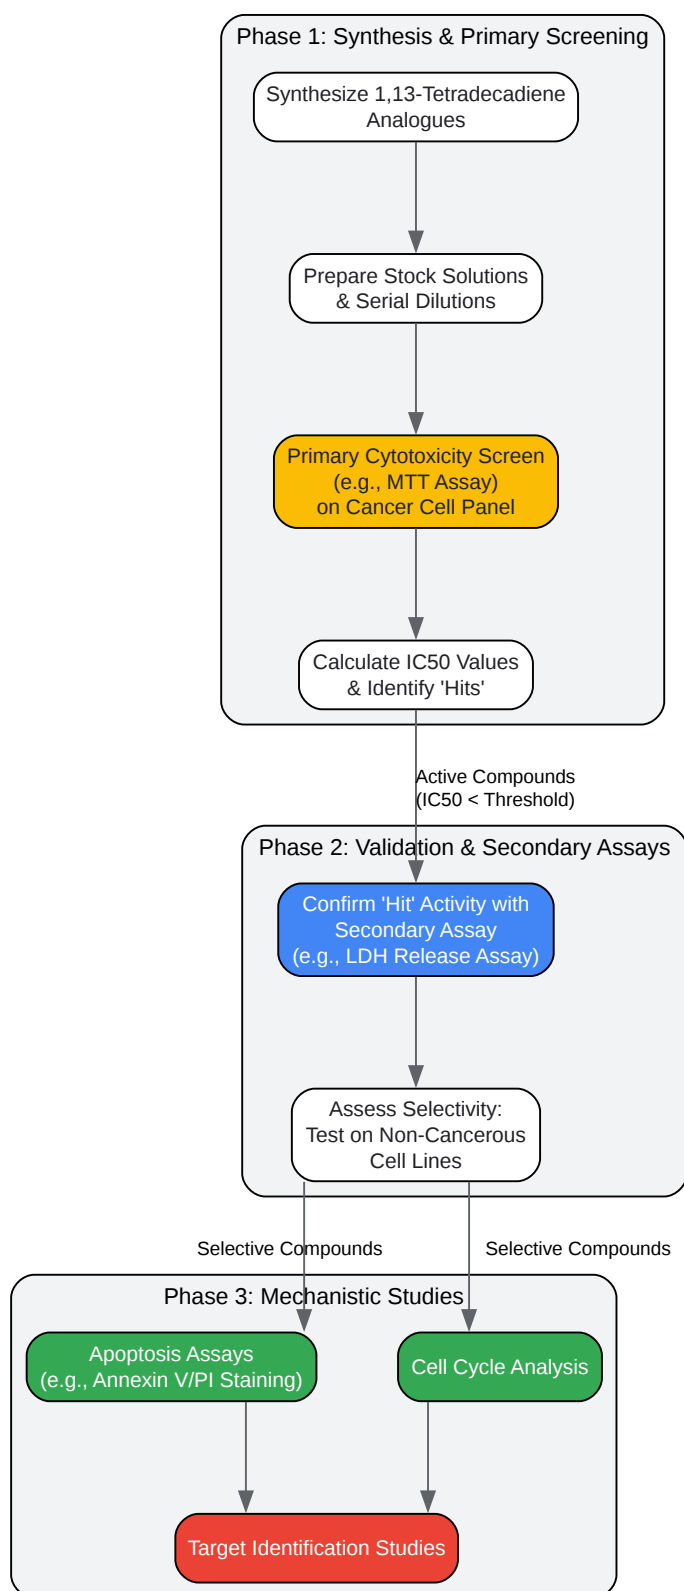 Phase 1: Synthesis & Primary Screening
Synthesize 1,13-Tetradecadiene
Analogues
Prepare Stock Solutions
& Serial Dilutions
Primary Cytotoxicity Screen
(e.g., MTT Assay)
on Cancer Cell Panel
Calculate IC50 Values
& Identify 'Hits'
Active Compounds
(IC50 < Threshold)
Phase 2: Validation & Secondary Assays
Confirm 'Hit' Activity with
Secondary Assay
(e.g., LDH Release Assay)
Assess Selectivity:
Test on Non-Cancerous
Cell Lines
Selective Compounds
Selective Compounds
Phase 3: Mechanistic Studies
Apoptosis Assays
(e.g., Annexin V/PI Staining)
Cell Cycle Analysis
Target Identification Studies